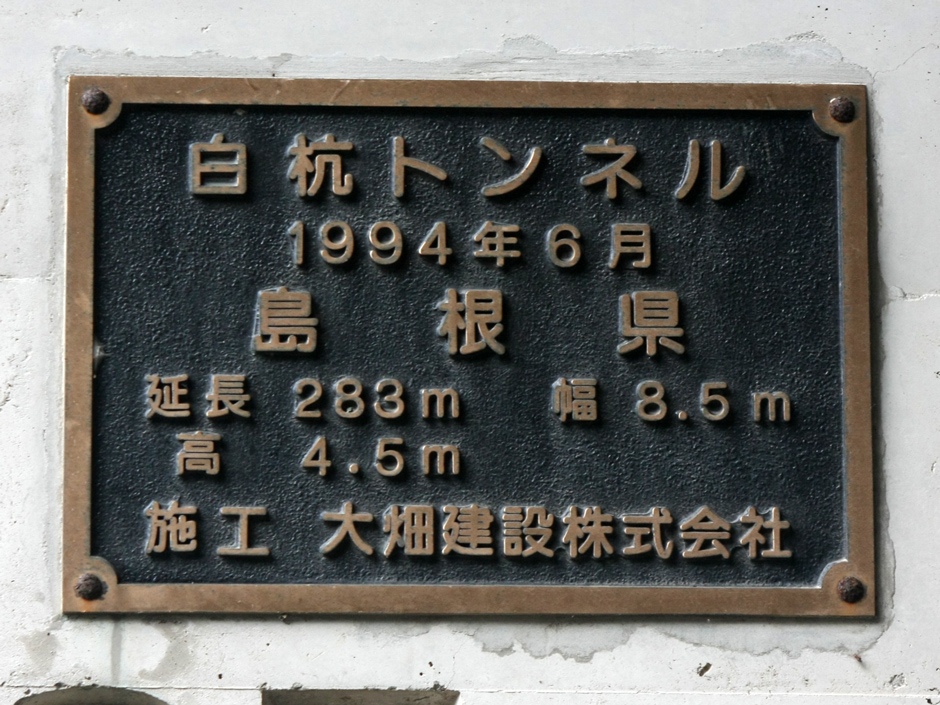 白杭トンネル
1994年6月
島根県
延長 283m 幅 8.5m
高 4.5m
施工 大畑建設株式会社